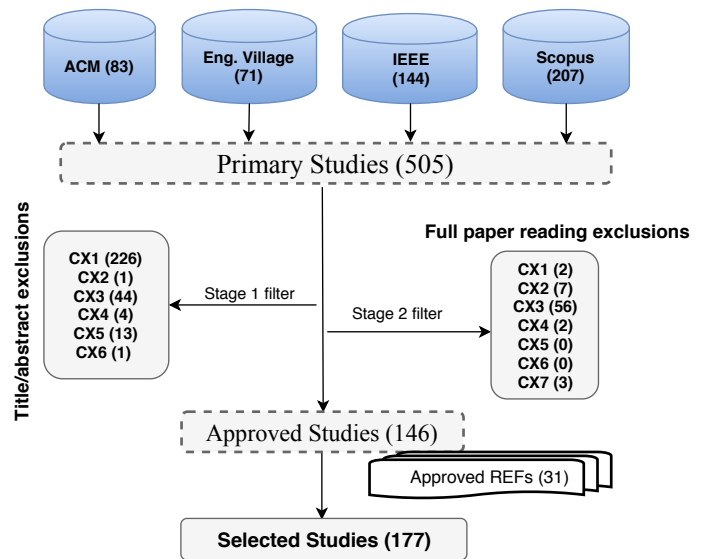 ACM (83)
Eng. Village
(71)
IEEE
(144)
Scopus
(207)
Primary Studies (505)
Title/abstract exclusions
CX1 (226)
CX2 (1)
CX3 (44)
CX4 (4)
CX5 (13)
CX6 (1)
Stage 1 filter
Full paper reading exclusions
Stage 2 filter
CX1 (2)
CX2 (7)
CX3 (56)
CX4 (2)
CX5 (0)
CX6 (0)
CX7 (3)
Approved Studies (146)
Approved REFs (31)
Selected Studies (177)